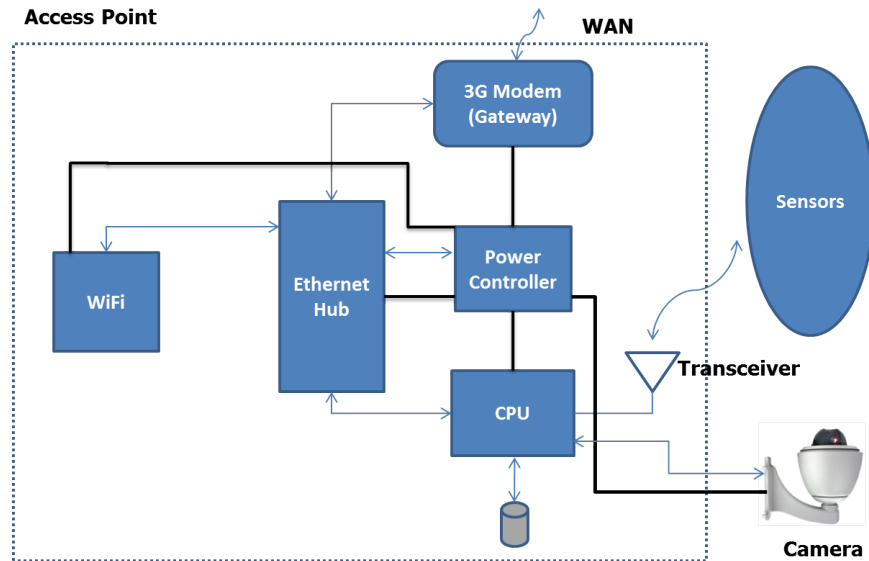 Access Point
WAN
3G Modem
(Gateway)
Sensors
Power
Controller
Ethernet
Hub
WiFi
Transceiver
CPU
Camera